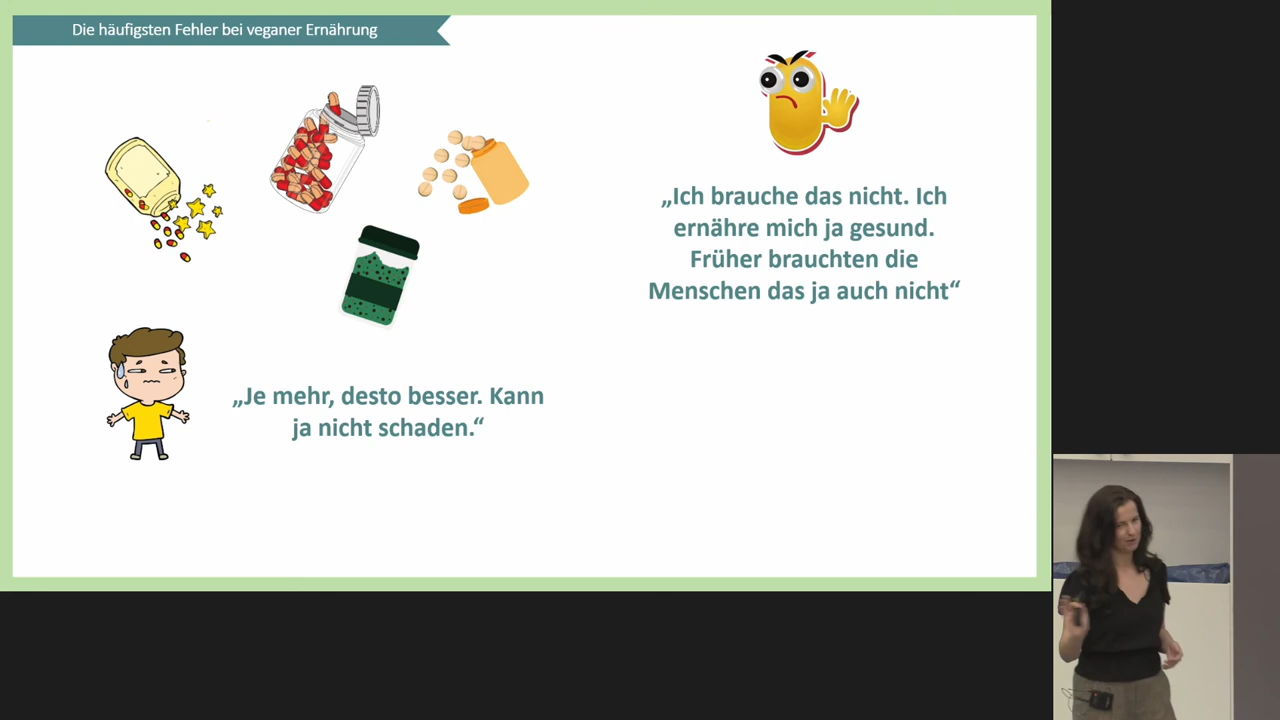 Die häufigsten Fehler bei veganer Ernährung
„Ich brauche das nicht. Ich
ernähre mich ja gesund.
Früher brauchten die
Menschen das ja auch nicht“
„Je mehr, desto besser. Kann
ja nicht schaden.“